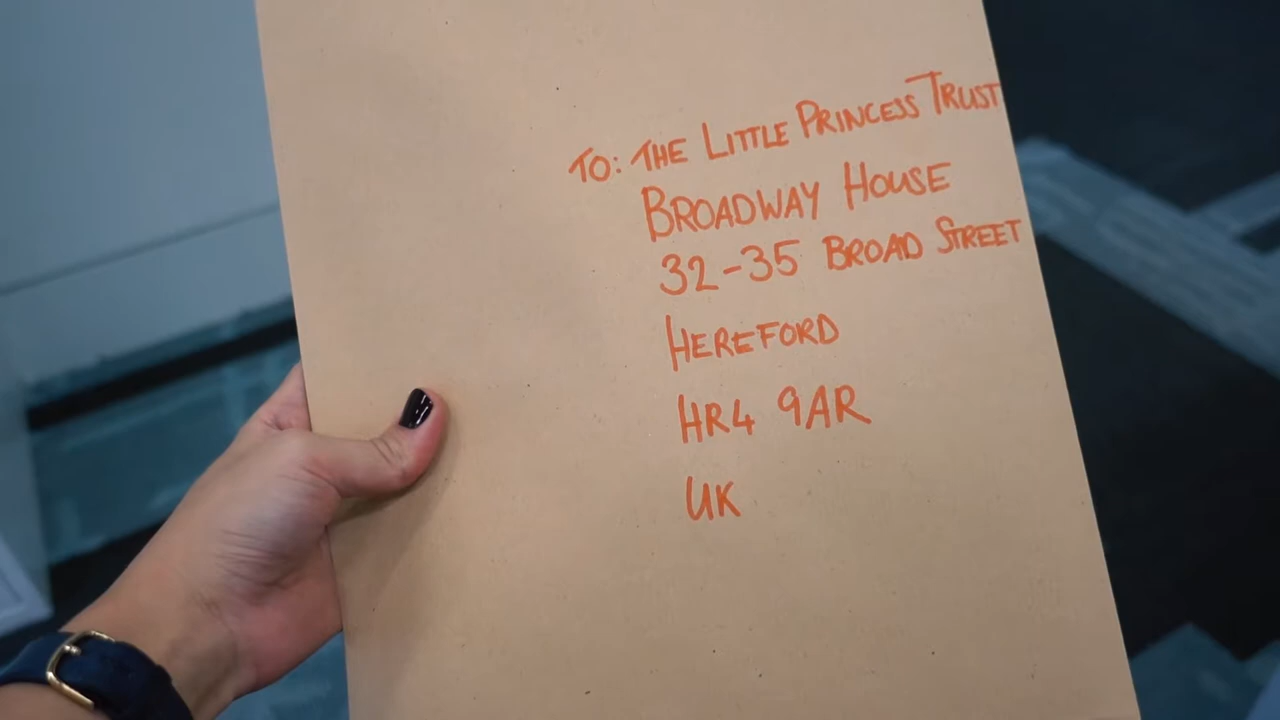 TO: THE LITTLE PRINCESS TRUST
BROADWAY HOUSE
32-35 BROAD STREET
HEREFORD
HR4 9AR
UK